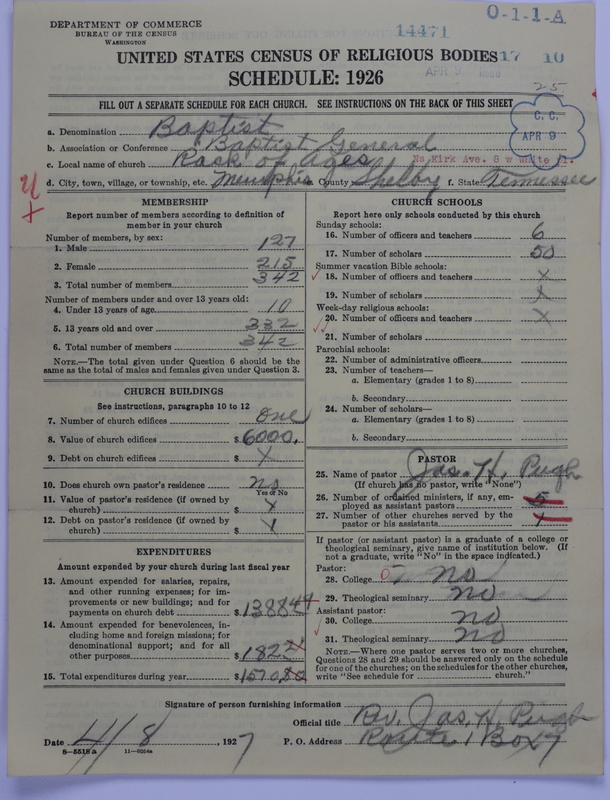 DEPARTMENT OF COMMERCE
BUREAU OF THE CENSUS
WASHINGTON
14471
0-1-1-A
UNITED STATES CENSUS OF RELIGIOUS BODIES 17 10
SCHEDULE: 1926
APR 9
25
FILL OUT A SEPARATE SCHEDULE FOR EACH CHURCH. SEE INSTRUCTIONS ON THE BACK OF THIS SHEET
C. C.
APR 9
a. Denomination Baptist
b. Association or Conference Baptist General
c. Local name of church Rock of Ages Ns Kirk Ave. 8 w White
d. City, town, village, or township, etc. Memphis e. County Shelby f. State Tennessee
MEMBERSHIP
Report number of members according to definition of member in your church
Number of members, by sex:
1. Male 127
2. Female 215
3. Total number of members 342
Number of members under and over 13 years old:
4. Under 13 years of age 10
5. 13 years old and over 332
6. Total number of members 342
NOTE.—The total given under Question 6 should be the
same as the total of males and females given under Question 3.
CHURCH BUILDINGS
See instructions, paragraphs 10 to 12
7. Number of church edifices One
8. Value of church edifices $ 6000.
9. Debt on church edifices $ X
10. Does church own pastor's residence No
Yes or No
11. Value of pastor's residence (if owned by
church) $ X
12. Debt on pastor's residence (if owned by
church) $ X
EXPENDITURES
Amount expended by your church during last fiscal year
13. Amount expended for salaries, repairs,
and other running expenses; for im-
provements or new buildings; and for
payments on church debt $
14. Amount expended for benevolences, in-
cluding home and foreign missions; for
denominational support; and for all
other purposes $
15. Total expenditures during year $
CHURCH SCHOOLS
Report here only schools conducted by this church
Sunday schools:
16. Number of officers and teachers 6
17. Number of scholars 50
Summer vacation Bible schools:
18. Number of officers and teachers X
19. Number of scholars X
Week-day religious schools:
20. Number of officers and teachers X
21. Number of scholars
Parochial schools:
22. Number of administrative officers
23. Number of teachers—
a. Elementary (grades 1 to 8)
b. Secondary
24. Number of scholars—
a. Elementary (grades 1 to 8)
b. Secondary
PASTOR
25. Name of pastor Jas. H. Pugh
(If church has no pastor, write "None")
26. Number of ordained ministers, if any, em-
ployed as assistant pastors 5
27. Number of other churches served by the
pastor or his assistants
If pastor (or assistant pastor) is a graduate of a college or
theological seminary, give name of institution below. (If
not a graduate, write "No" in the space indicated.)
Pastor:
28. College No
29. Theological seminary No
Assistant pastor:
30. College No
31. Theological seminary No
NOTE.—Where one pastor serves two or more churches,
Questions 28 and 29 should be answered only on the schedule
for one of the churches; on the schedules for the other churches,
write "See schedule for church."
Signature of person furnishing information
Official title Rev. Jas. H. Pugh
Date 4/8, 1927 P. O. Address Route 1 Box 7
8—5518a 11—9264a